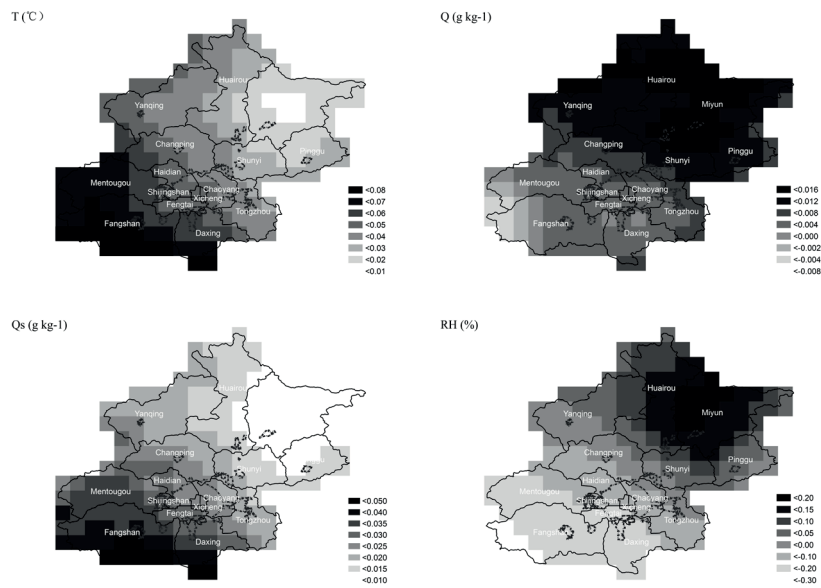 T (℃)
Huairou
Yanqing
Changping
Shunyi
Pinggu
Haidian
Mentougou
Shijingshan
Chaoyang
Xicheng
Fengtai
Tongzhou
Fangshan
Daxing
<0.08
<0.07
<0.06
<0.05
<0.04
<0.03
<0.02
<0.01
Q (g kg-1)
Huairou
Yanqing
Miyun
Changping
Shunyi
Pinggu
Haidian
Mentougou
Shijingshan
Chaoyang
Xicheng
Fengtai
Tongzhou
Fangshan
Daxing
<0.016
<0.012
<0.008
<0.004
<0.000
<-0.002
<-0.004
<-0.008
Qs (g kg-1)
Huairou
Yanqing
Changping
Shunyi
Haidian
Mentougou
Shijingshan
Chaoyang
Xicheng
Fengtai
Tongzhou
Fangshan
Daxing
<0.050
<0.040
<0.035
<0.030
<0.025
<0.020
<0.015
<0.010
RH (%)
Huairou
Yanqing
Miyun
Changping
Shunyi
Pinggu
Haidian
Mentougou
Shijingshan
Chaoyang
Xicheng
Fengtai
Tongzhou
Fangshan
Daxing
<0.20
<0.15
<0.10
<0.05
<0.00
<-0.10
<-0.20
<-0.30